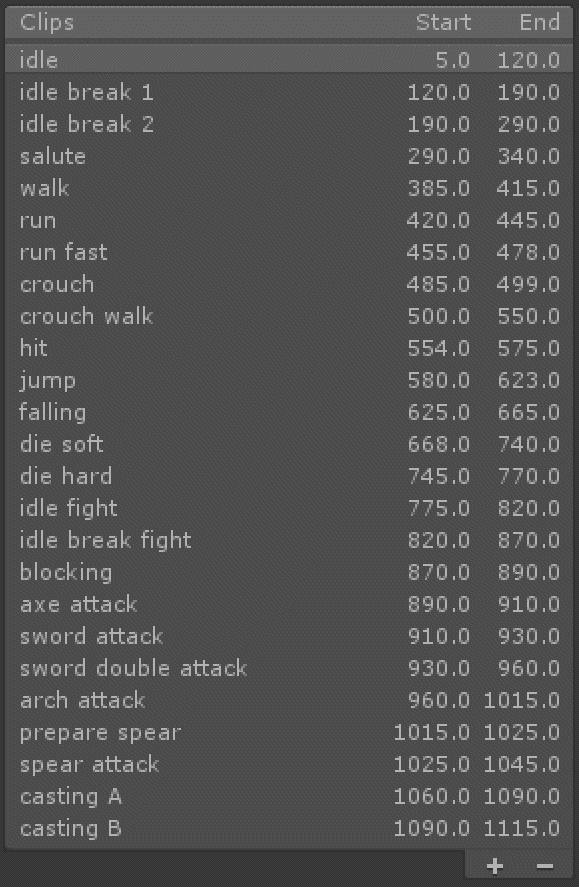 Clips Start End
idle 5.0 120.0
idle break 1 120.0 190.0
idle break 2 190.0 290.0
salute 290.0 340.0
walk 385.0 415.0
run 420.0 445.0
run fast 455.0 478.0
crouch 485.0 499.0
crouch walk 500.0 550.0
hit 554.0 575.0
jump 580.0 623.0
falling 625.0 665.0
die soft 668.0 740.0
die hard 745.0 770.0
idle fight 775.0 820.0
idle break fight 820.0 870.0
blocking 870.0 890.0
axe attack 890.0 910.0
sword attack 910.0 930.0
sword double attack 930.0 960.0
arch attack 960.0 1015.0
prepare spear 1015.0 1025.0
spear attack 1025.0 1045.0
casting A 1060.0 1090.0
casting B 1090.0 1115.0
+ −